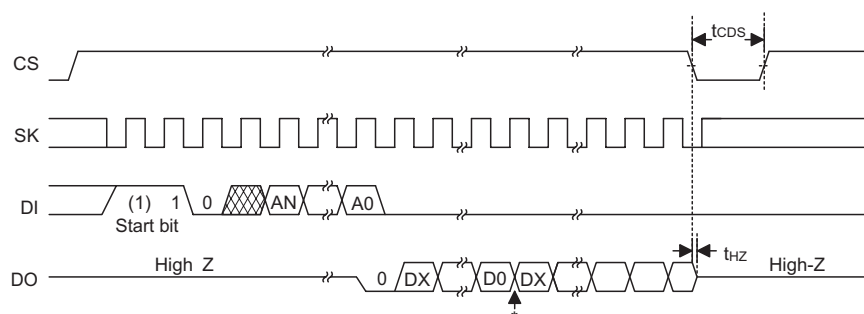 tCDS
CS
SK
DI (1) 1 0 AN A0
Start bit
DO High Z 0 DX D0 DX tHZ High-Z
*